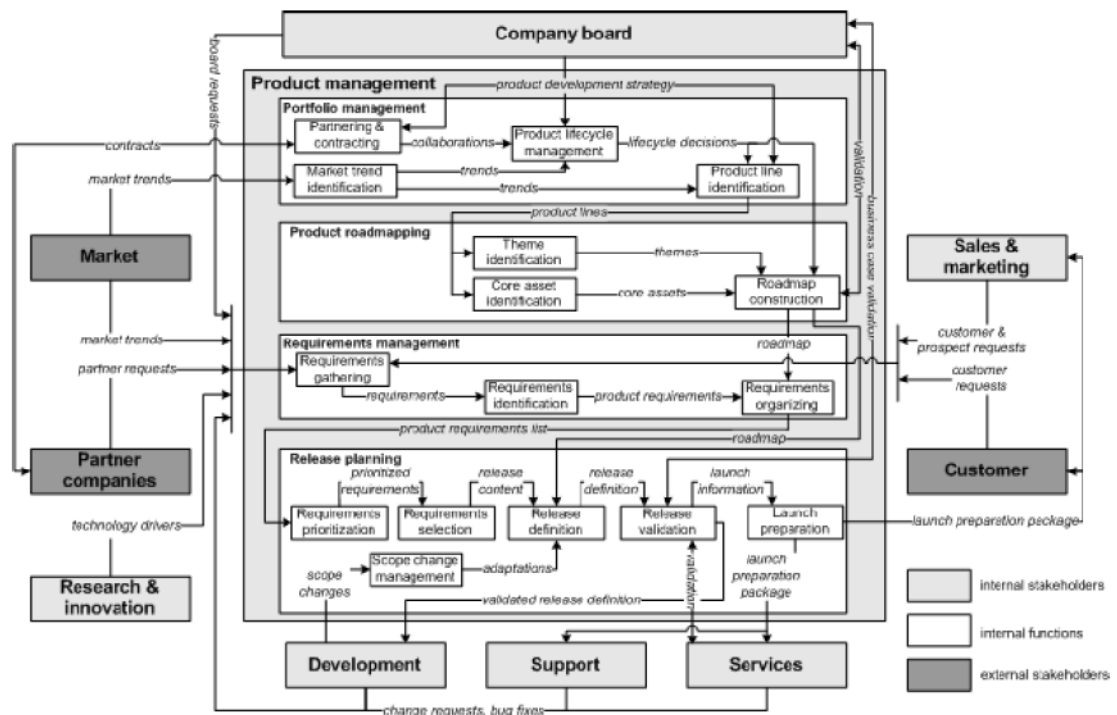 Company board
board requests
Product management
product development strategy
Portfolio management
Partnering &
contracting
collaborations
Product lifecycle
management
lifecycle decisions
contracts
market trends
Market trend
identification
trends
trends
Product line
identification
validation
business case validation
product lines
Product roadmapping
Market
Theme
identification
themes
Sales &
marketing
Core asset
identification
core assets
Roadmap
construction
market trends
Requirements management
roadmap
customer &
prospect requests
partner requests
Requirements
gathering
customer
requests
requirements
Requirements
identification
product requirements
Requirements
organizing
product requirements list
roadmap
Partner
companies
Release planning
Customer
prioritized
requirements
release
content
release
definition
launch
information
technology drivers
Requirements
prioritization
Requirements
selection
Release
definition
Release
validation
Launch
preparation
launch preparation package
Research &
innovation
scope
changes
Scope change
management
adaptations
validation
launch
preparation
package
validated release definition
internal stakeholders
internal functions
external stakeholders
Development
Support
Services
change requests, bug fixes